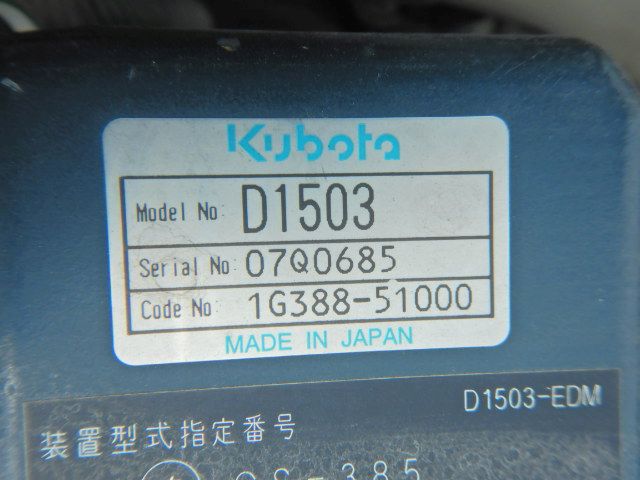 Kubota
Model No D1503
Serial No 07Q0685
Code No 1G388-51000
MADE IN JAPAN
D1503-EDM
装置型式指定番号
385